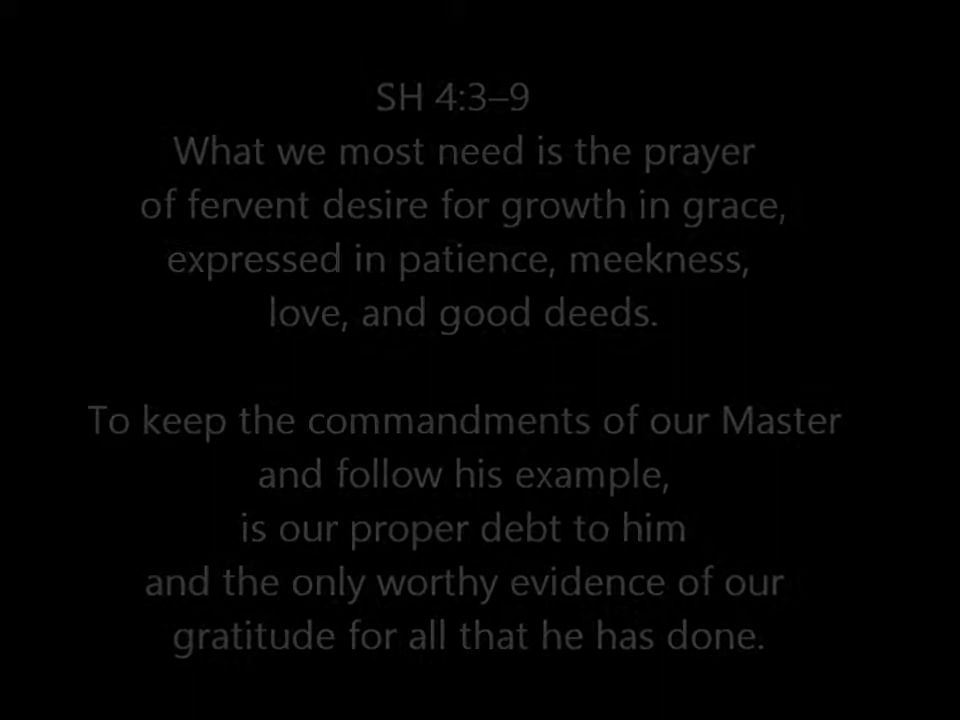 SH 4:3–9
What we most need is the prayer
of fervent desire for growth in grace,
expressed in patience, meekness,
love, and good deeds.
To keep the commandments of our Master
and follow his example,
is our proper debt to him
and the only worthy evidence of our
gratitude for all that he has done.